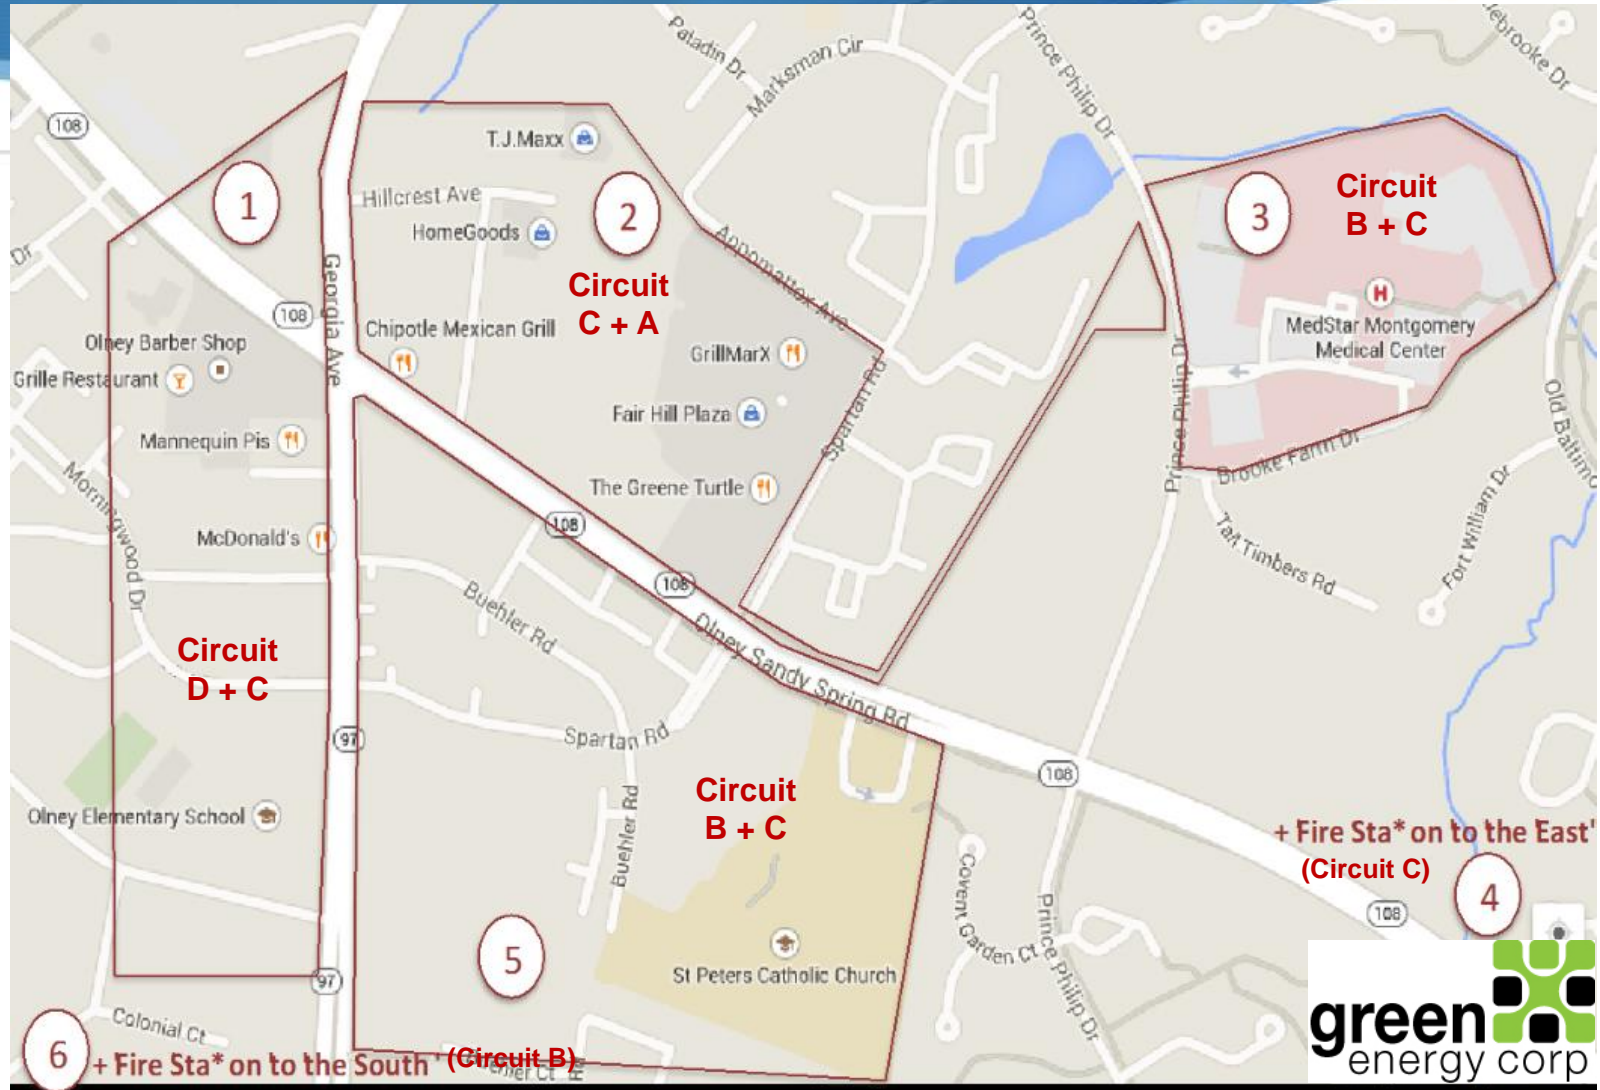 Paladin Dr
Marksman Cir
Prince Philip Dr
debrooke Dr
108
T.J.Maxx
1
Hillcrest Ave
2
3
Circuit
B + C
HomeGoods
Appomattox Ave
Dr
Georgia Ave
Circuit
C + A
108
Chipotle Mexican Grill
MedStar Montgomery
Medical Center
Olney Barber Shop
GrillMarX
Grille Restaurant
Prince Philip Dr
Old Baltimo
Fair Hill Plaza
Spartan Rd
Mannequin Pis
Brooke Farm Dr
The Greene Turtle
Morningwood Dr
McDonald's
108
Fort William Dr
Tall Timbers Rd
108
Buehler Rd
Olney Sandy Spring Rd
Circuit
D + C
Spartan Rd
97
108
Circuit
B + C
Olney Elementary School
Buehler Rd
+ Fire Sta* on to the East'
(Circuit C)
4
Covent Garden Ct
Prince Philip Dr
108
5
St Peters Catholic Church
97
Colonial Ct
6
+ Fire Sta* on to the South ' (Circuit B)
Rd
green
energy corp